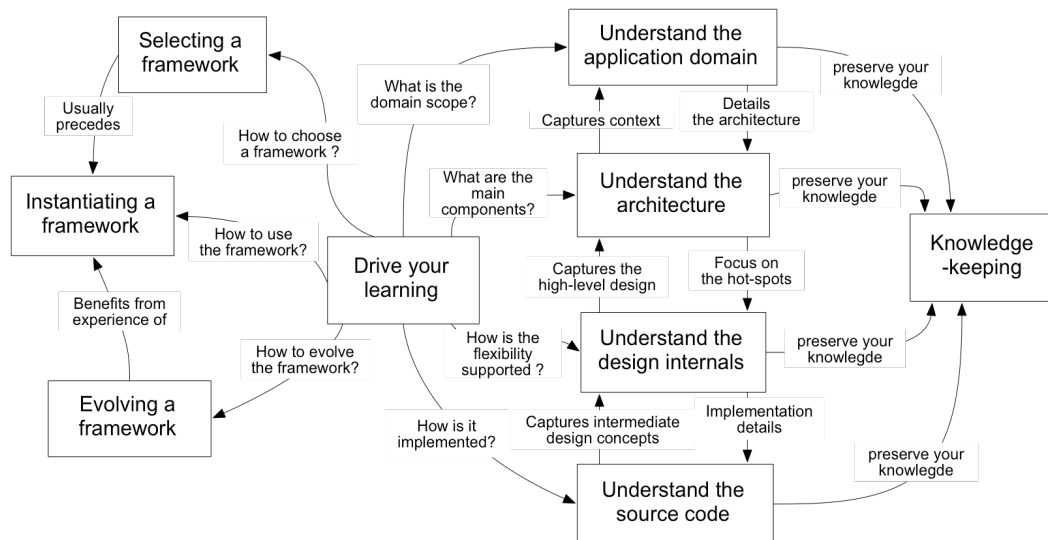 Selecting a
framework
Usually
precedes
Instantiating a
framework
Benefits from
experience of
Evolving a
framework
How to choose
a framework ?
How to use
the framework?
How to evolve
the framework?
Drive your
learning
What is the
domain scope?
What are the
main
components?
How is the
flexibility
supported ?
How is it
implemented?
Understand the
application domain
Captures context
Details
the architecture
Understand the
architecture
Captures the
high-level design
Focus on
the hot-spots
Understand the
design internals
Captures intermediate
design concepts
Implementation
details
Understand the
source code
preserve your
knowlegde
preserve your
knowlegde
preserve your
knowlegde
preserve your
knowlegde
Knowledge
-keeping